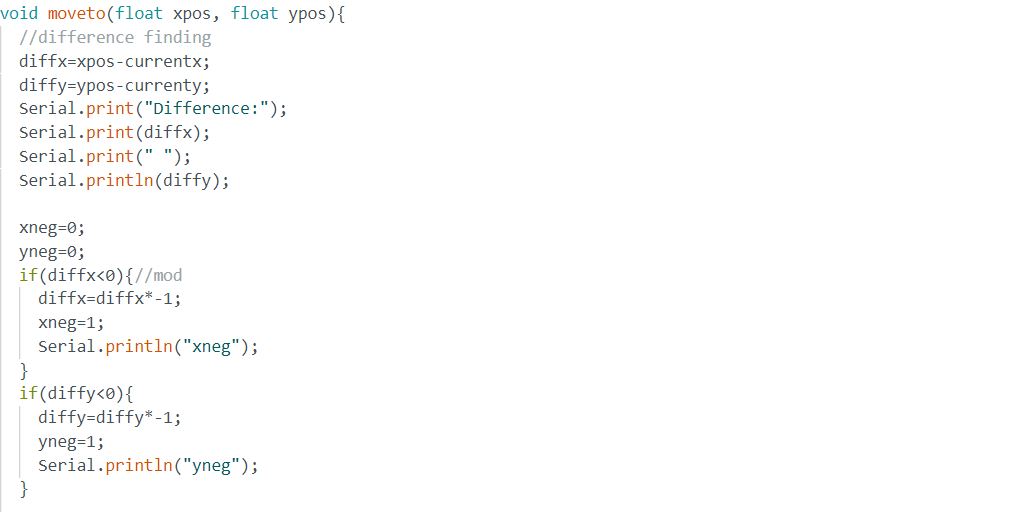 void moveto(float xpos, float ypos){
  //difference finding
  diffx=xpos-currentx;
  diffy=ypos-currenty;
  Serial.print("Difference:");
  Serial.print(diffx);
  Serial.print(" ");
  Serial.println(diffy);

  xneg=0;
  yneg=0;
  if(diffx<0){//mod
    diffx=diffx*-1;
    xneg=1;
    Serial.println("xneg");
  }
  if(diffy<0){
    diffy=diffy*-1;
    yneg=1;
    Serial.println("yneg");
  }